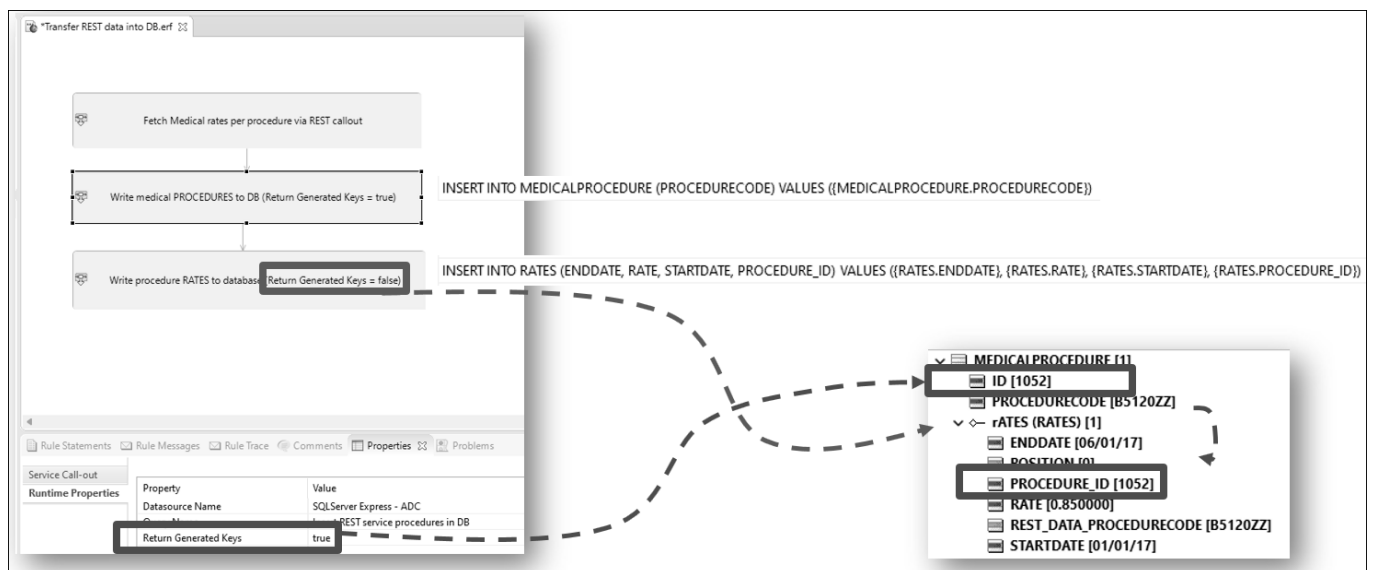 *Transfer REST data into DB.erf
Fetch Medical rates per procedure via REST callout
Write medical PROCEDURES to DB (Return Generated Keys = true)
INSERT INTO MEDICALPROCEDURE (PROCEDURECODE) VALUES ({MEDICALPROCEDURE.PROCEDURECODE})
Write procedure RATES to database (Return Generated Keys = false)
INSERT INTO RATES (ENDDATE, RATE, STARTDATE, PROCEDURE_ID) VALUES ({RATES.ENDDATE}, {RATES.RATE}, {RATES.STARTDATE}, {RATES.PROCEDURE_ID})
MEDICALPROCEDURE [1]
ID [1052]
PROCEDURECODE [B5120ZZ]
rATES (RATES) [1]
ENDDATE [06/01/17]
POSITION [0]
PROCEDURE_ID [1052]
RATE [0.850000]
REST_DATA_PROCEDURECODE [B5120ZZ]
STARTDATE [01/01/17]
Rule Statements Rule Messages Rule Trace Comments Properties Problems
Service Call-out
Runtime Properties
Property Value
Datasource Name SQLServer Express - ADC
REST service procedures in DB
Return Generated Keys true